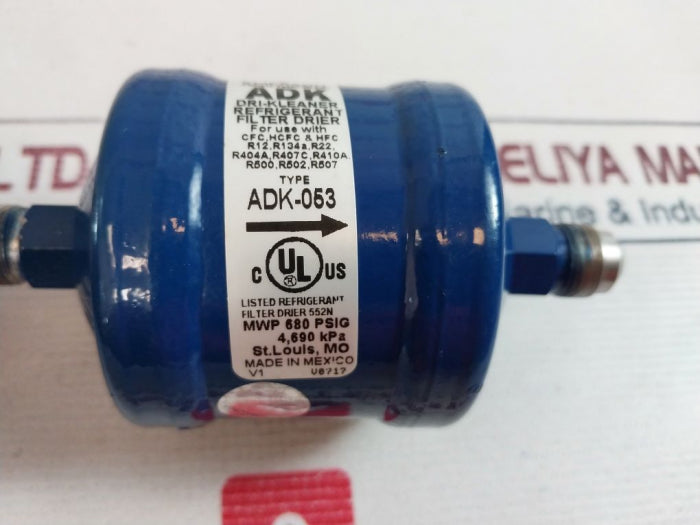 ADK
DRI-KLEANER
REFRIGERANT
FILTER DRIER
For use with
CFC, HCFC & HFC
R12, R134a, R22,
R404A, R407C, R410A
R500, R502, R507
TYPE
ADK-053
C UL US
®
LISTED REFRIGERANT
FILTER DRIER 552N
MWP 680 PSIG
4,690 kPa
St.Louis, MO
MADE IN MEXICO
V1 V0717
LTD
ELIYA MA
arine & Indu